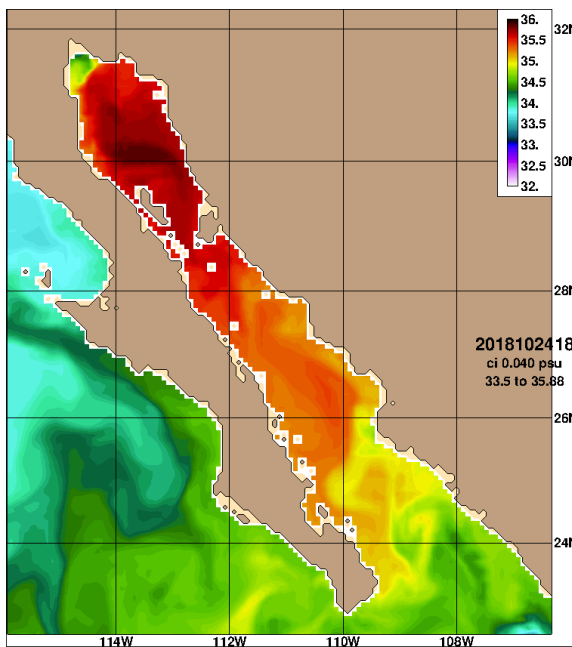 36.
35.5
35.
34.5
34.
33.5
33.
32.5
32.
32N
30N
28N
2018102418
ci 0.040 psu
33.5 to 35.88
26N
24N
114W
112W
110W
108W